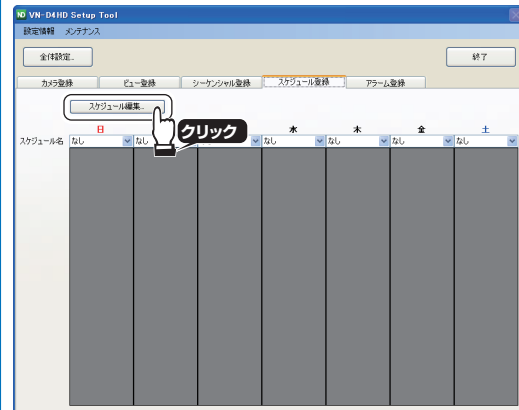 VN-D4HD Setup Tool
設定情報 メンテナンス
全体設定.. 終了
カメラ登録 ビュー登録 シーケンシャル登録 スケジュール登録 アラーム登録
スケジュール編集..
クリック
日 水 木 金 土
スケジュール名 なし なし なし なし なし なし